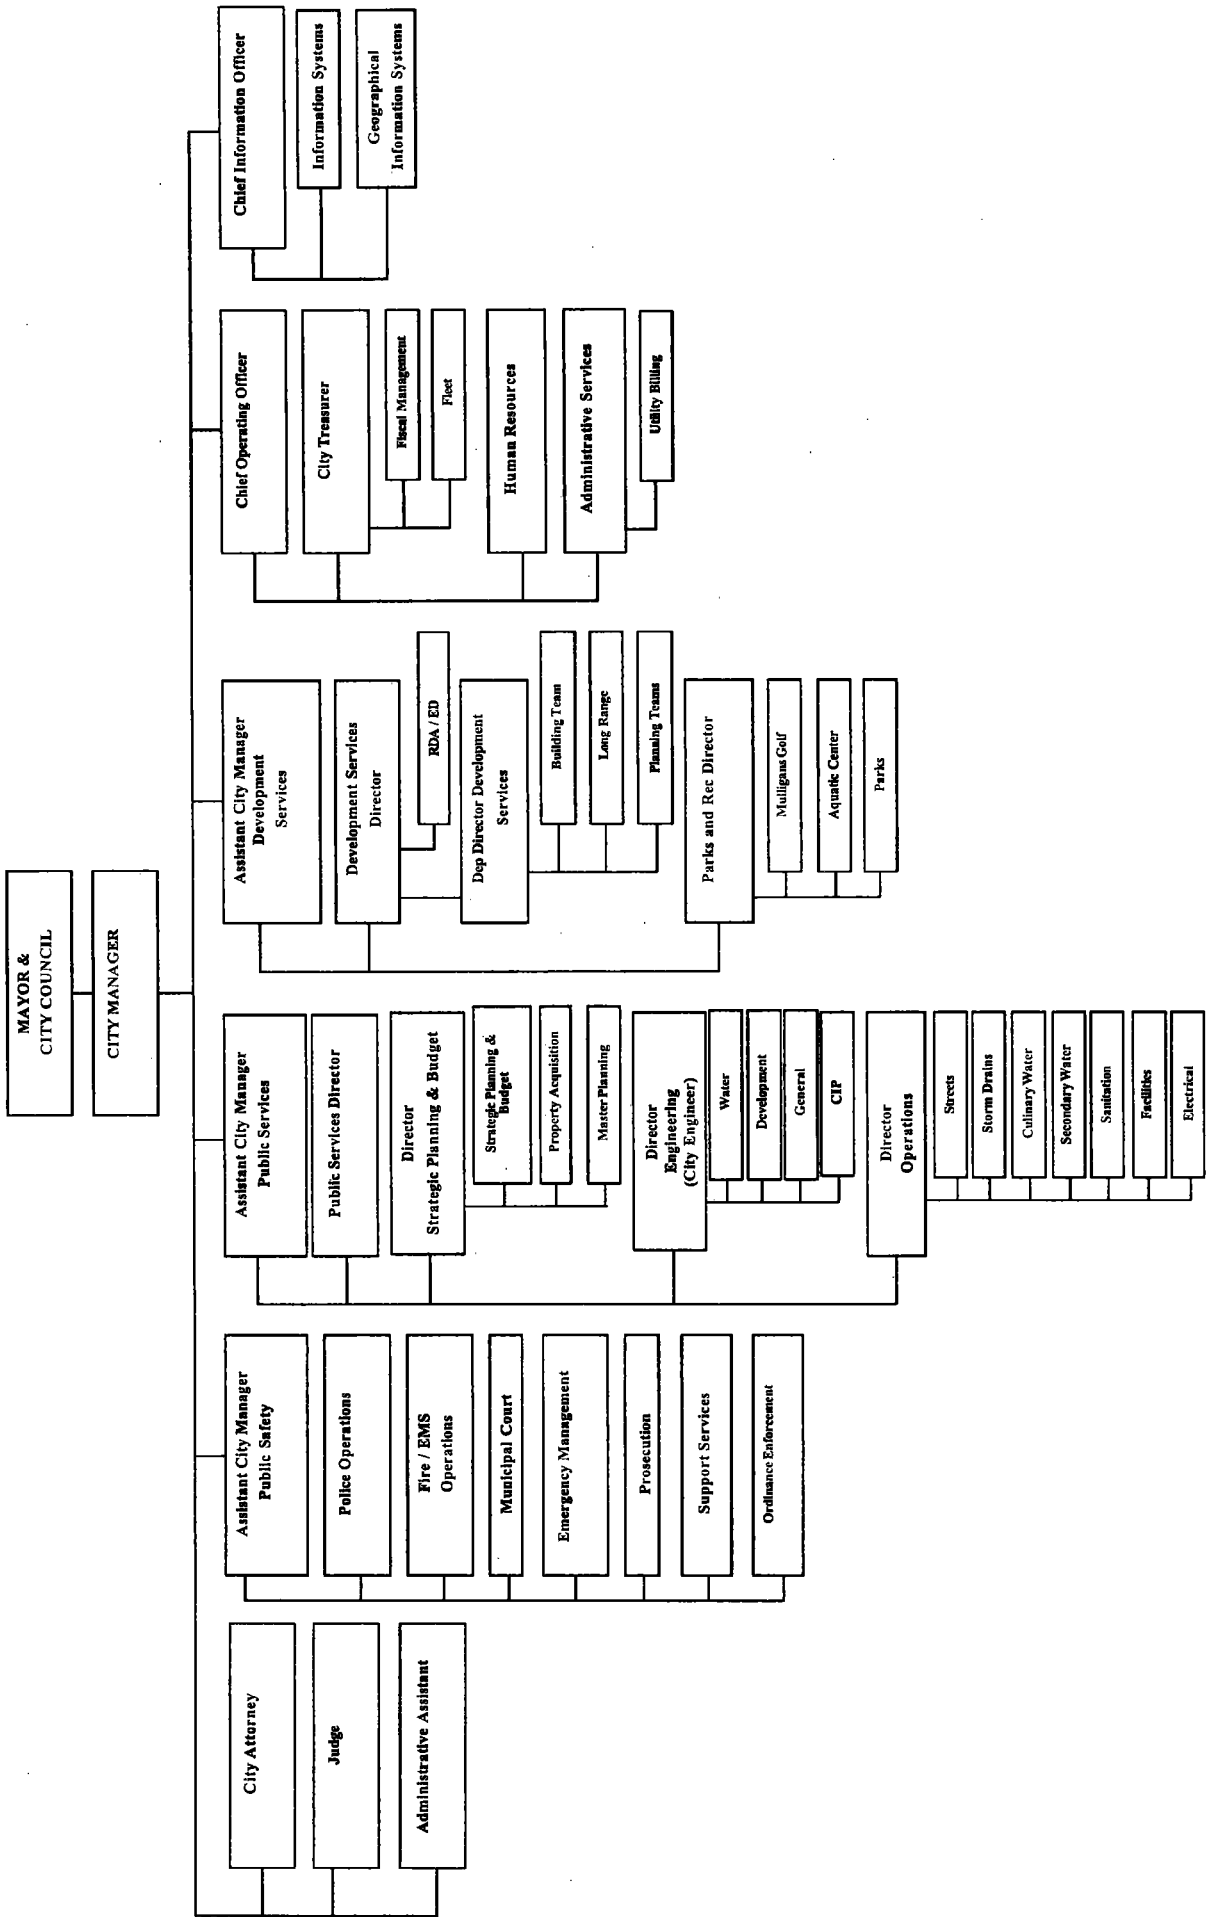 MAYOR &
CITY COUNCIL
CITY MANAGER
City Attorney
Judge
Administrative Assistant
Assistant City Manager
Public Safety
Police Operations
Fire / EMS
Operations
Municipal Court
Emergency Management
Prosecution
Support Services
Ordinance Enforcement
Assistant City Manager
Public Services
Public Services Director
Director
Strategic Planning & Budget
Strategic Planning &
Budget
Property Acquisition
Master Planning
Director
Engineering
(City Engineer)
Water
Development
General
CIP
Director
Operations
Streets
Storm Drains
Culinary Water
Secondary Water
Sanitation
Facilities
Electrical
Assistant City Manager
Development
Services
Development Services
Director
RDA / ED
Dep Director Development
Services
Building Team
Long Range
Planning Teams
Parks and Rec Director
Mulligans Golf
Aquatic Center
Parks
Chief Operating Officer
City Treasurer
Fiscal Management
Fleet
Human Resources
Administrative Services
Utility Billing
Chief Information Officer
Information Systems
Geographical
Information Systems